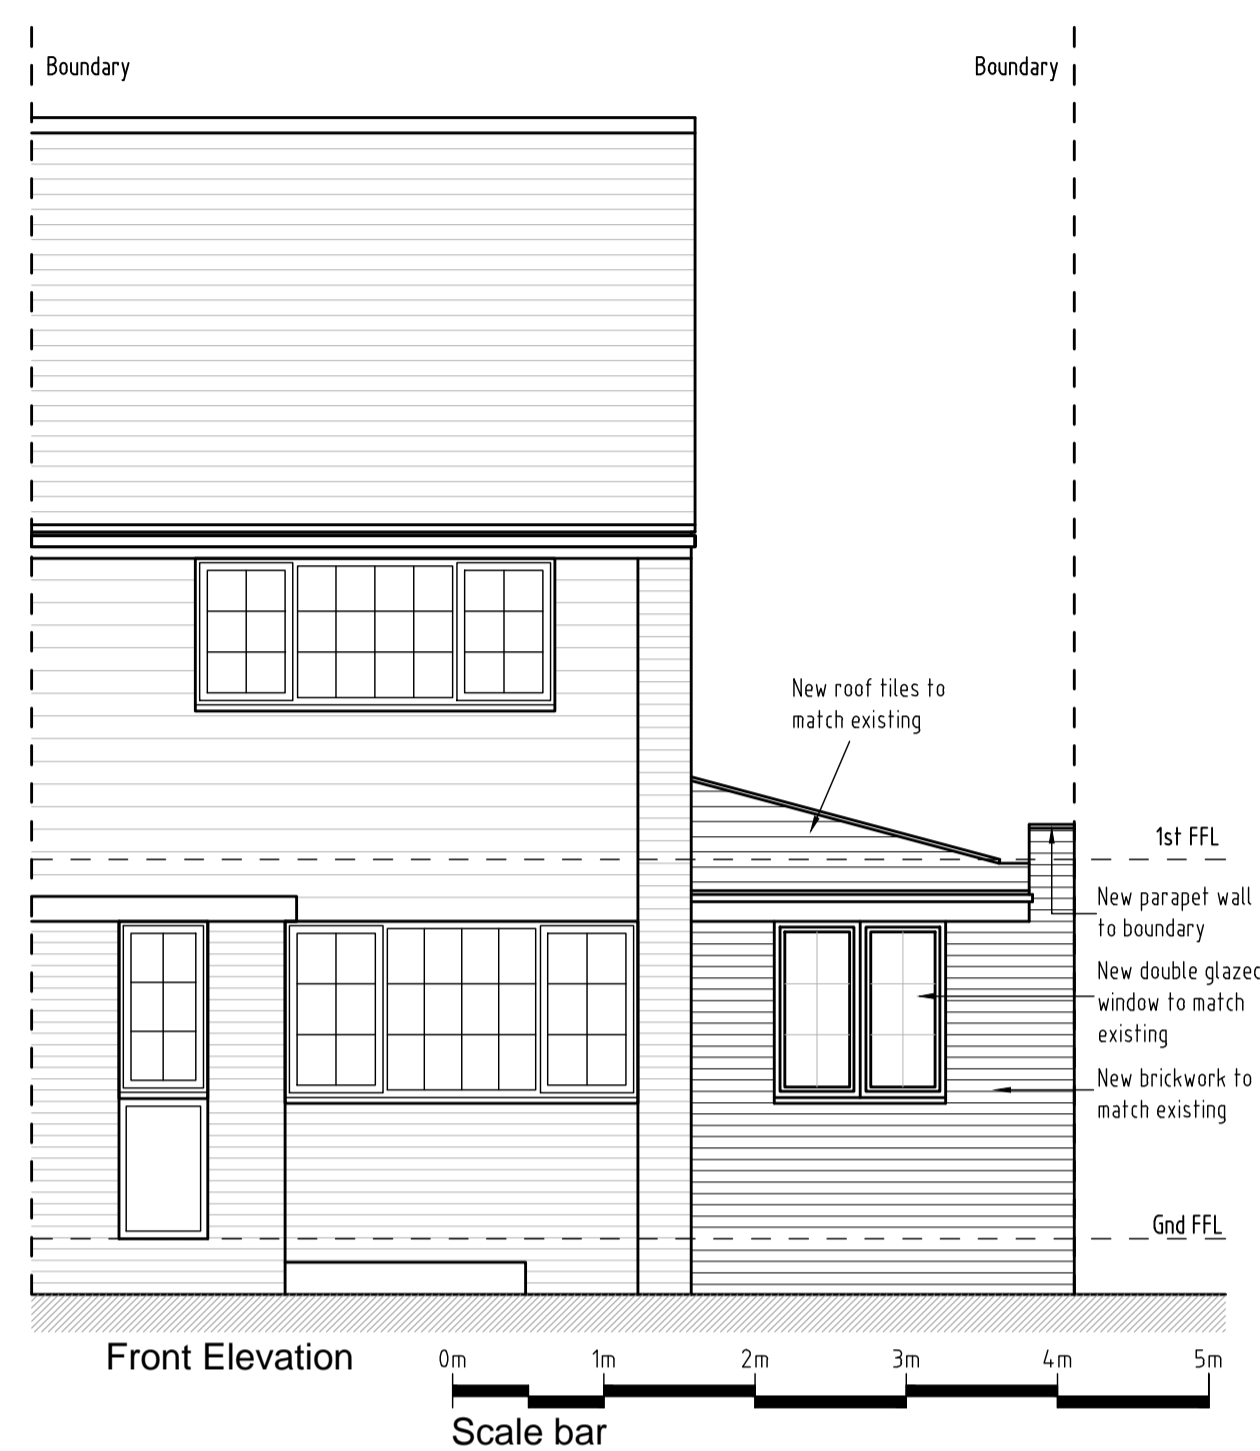 Boundary
Boundary
New roof tiles to
match existing
1st FFL
New parapet wall
to boundary
New double glazed
window to match
existing
New brickwork to
match existing
Gnd FFL
Front Elevation
0m 1m 2m 3m 4m 5m
Scale bar